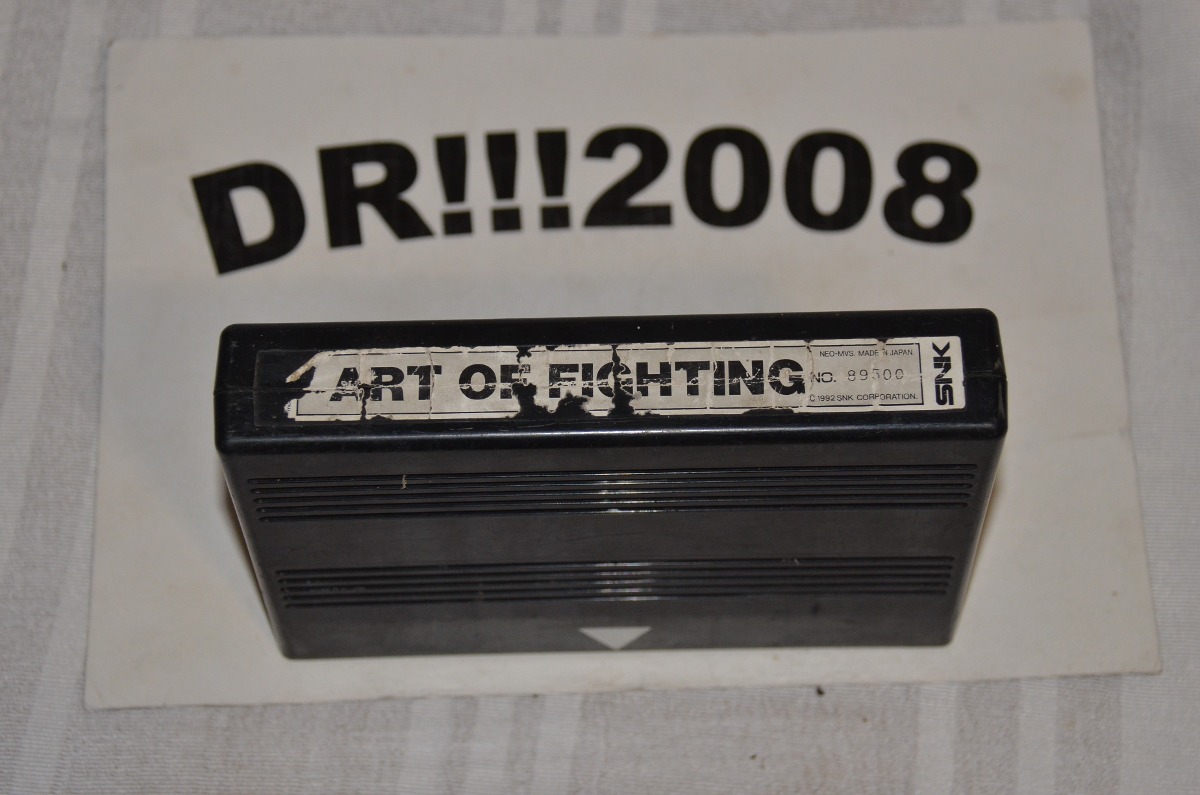 DR!!!2008
ART OF FIGHTING
NEO-MVS. MADE IN JAPAN
NO. 89500
© 1992 SNK CORPORATION.
SNK